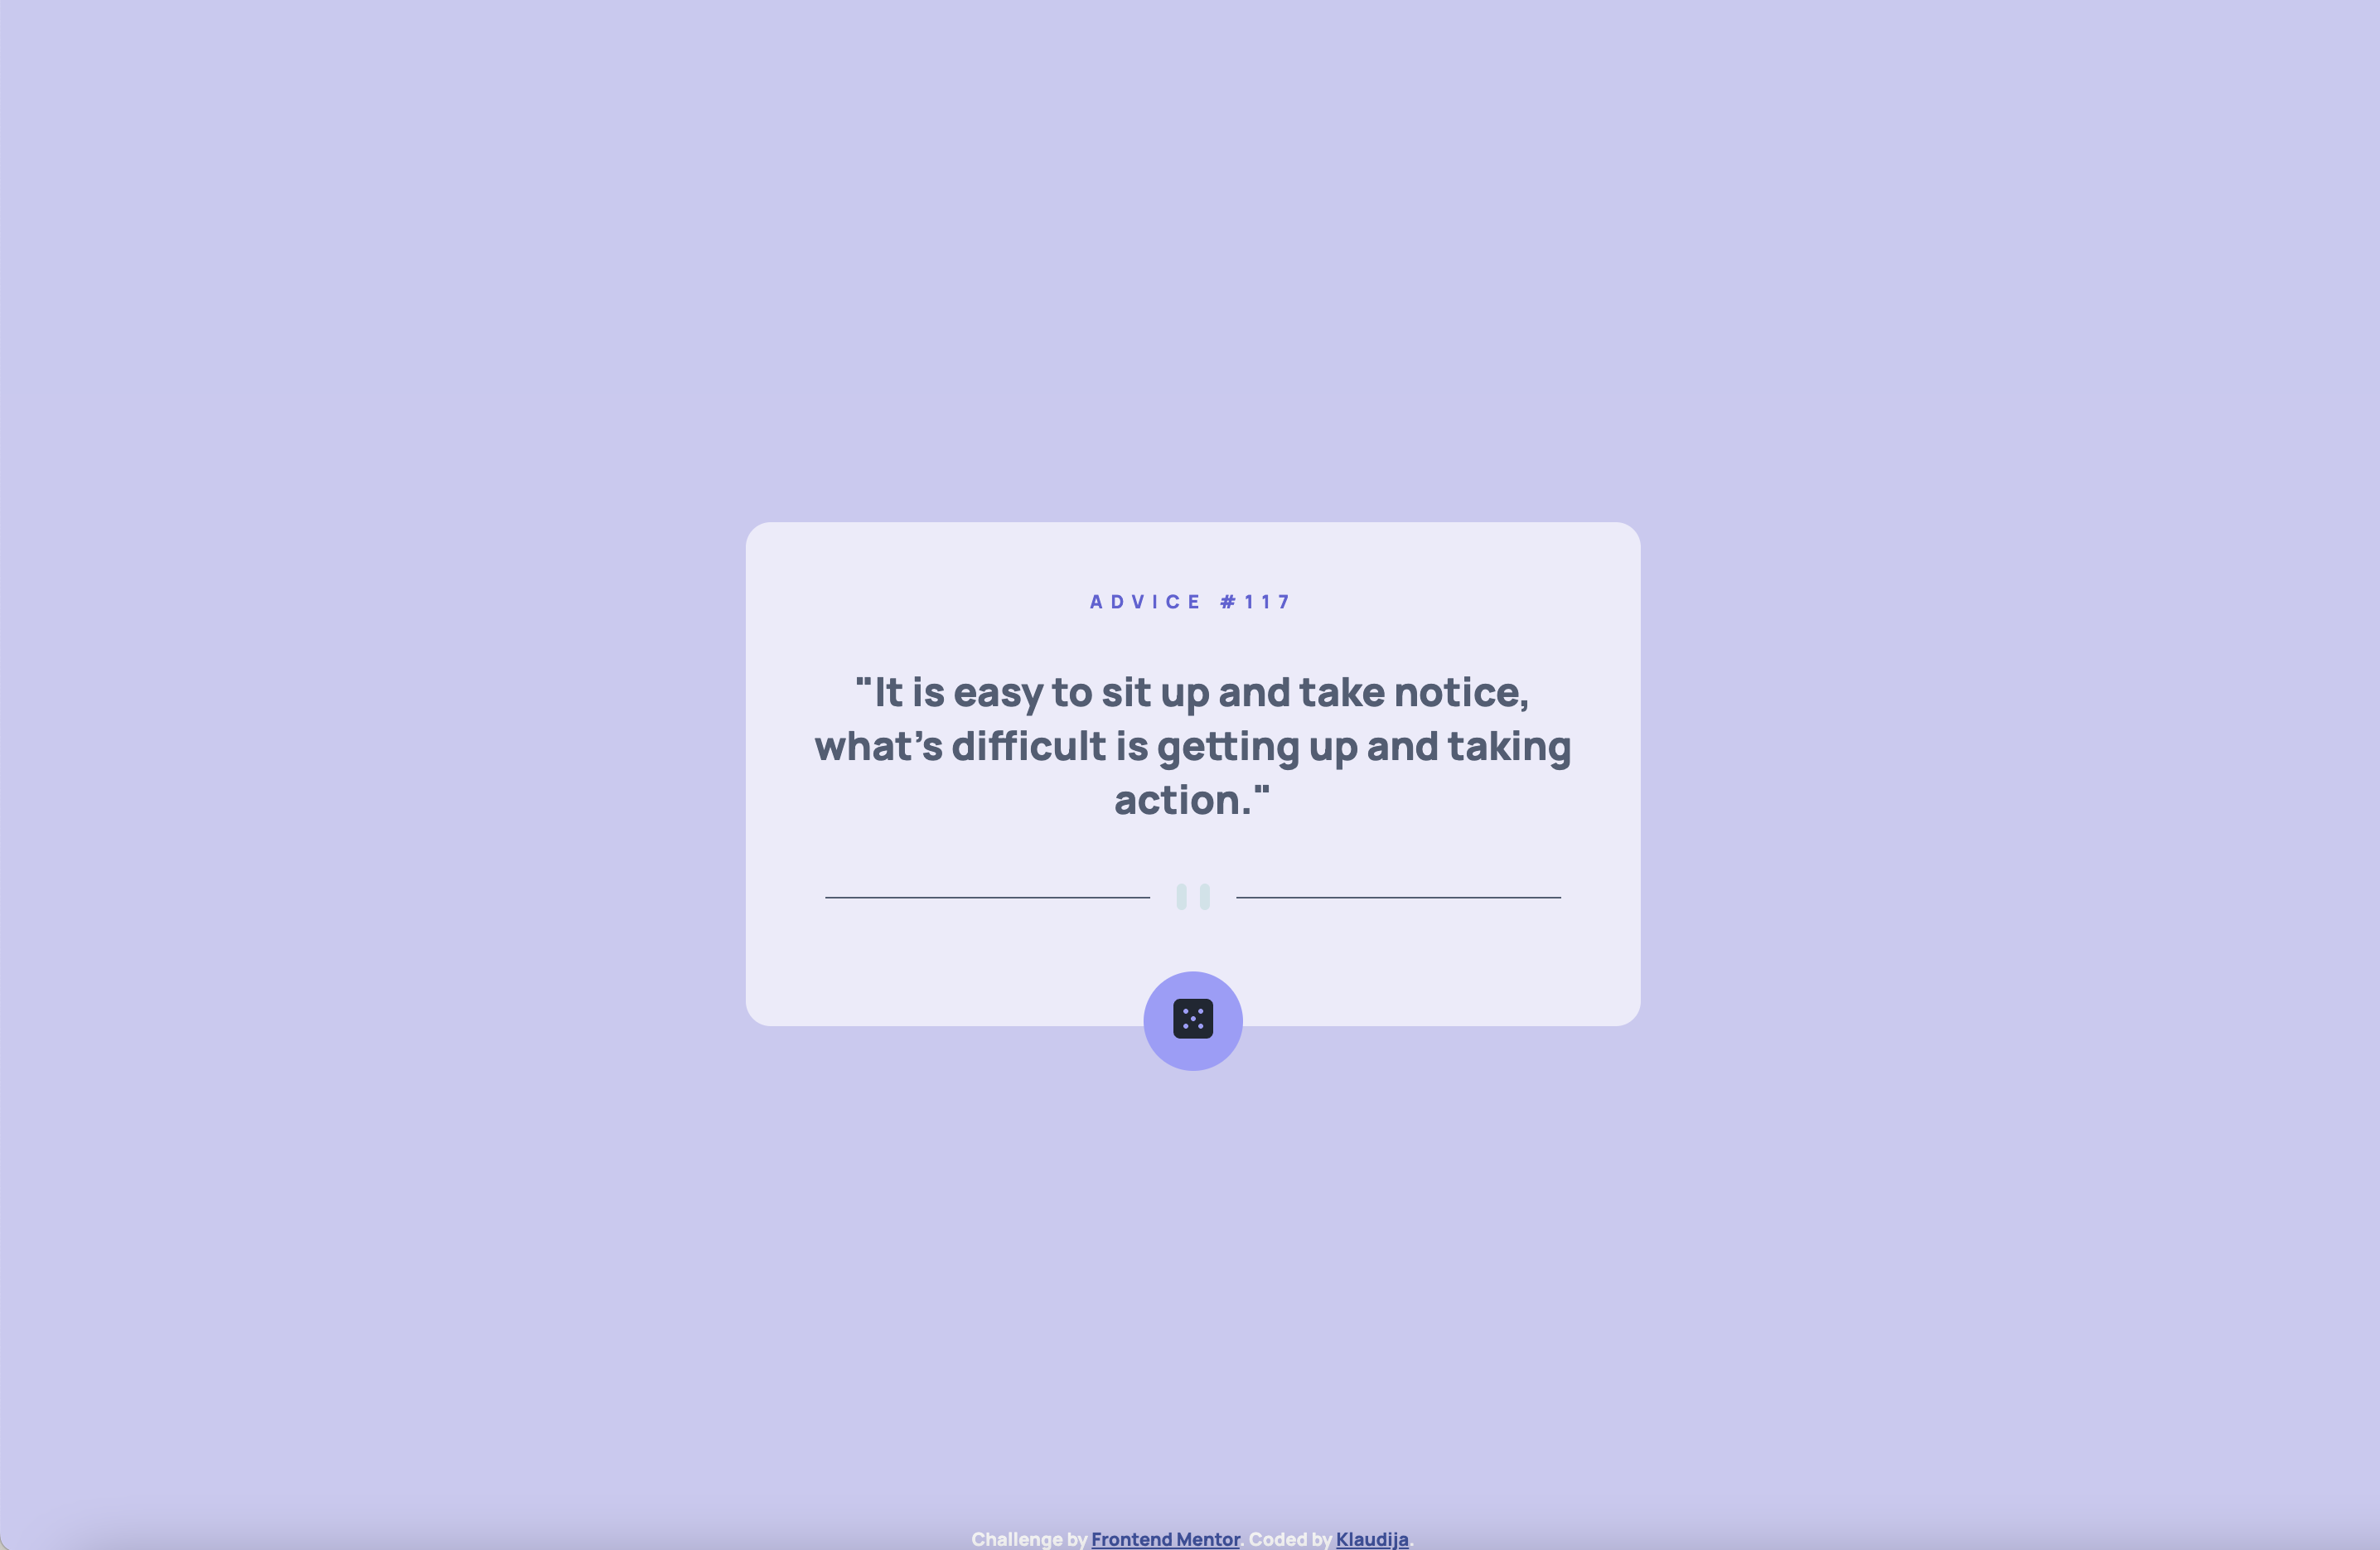 ADVICE #117
"It is easy to sit up and take notice,
what's difficult is getting up and taking
action."
Challenge by Frontend Mentor. Coded by Klaudija.